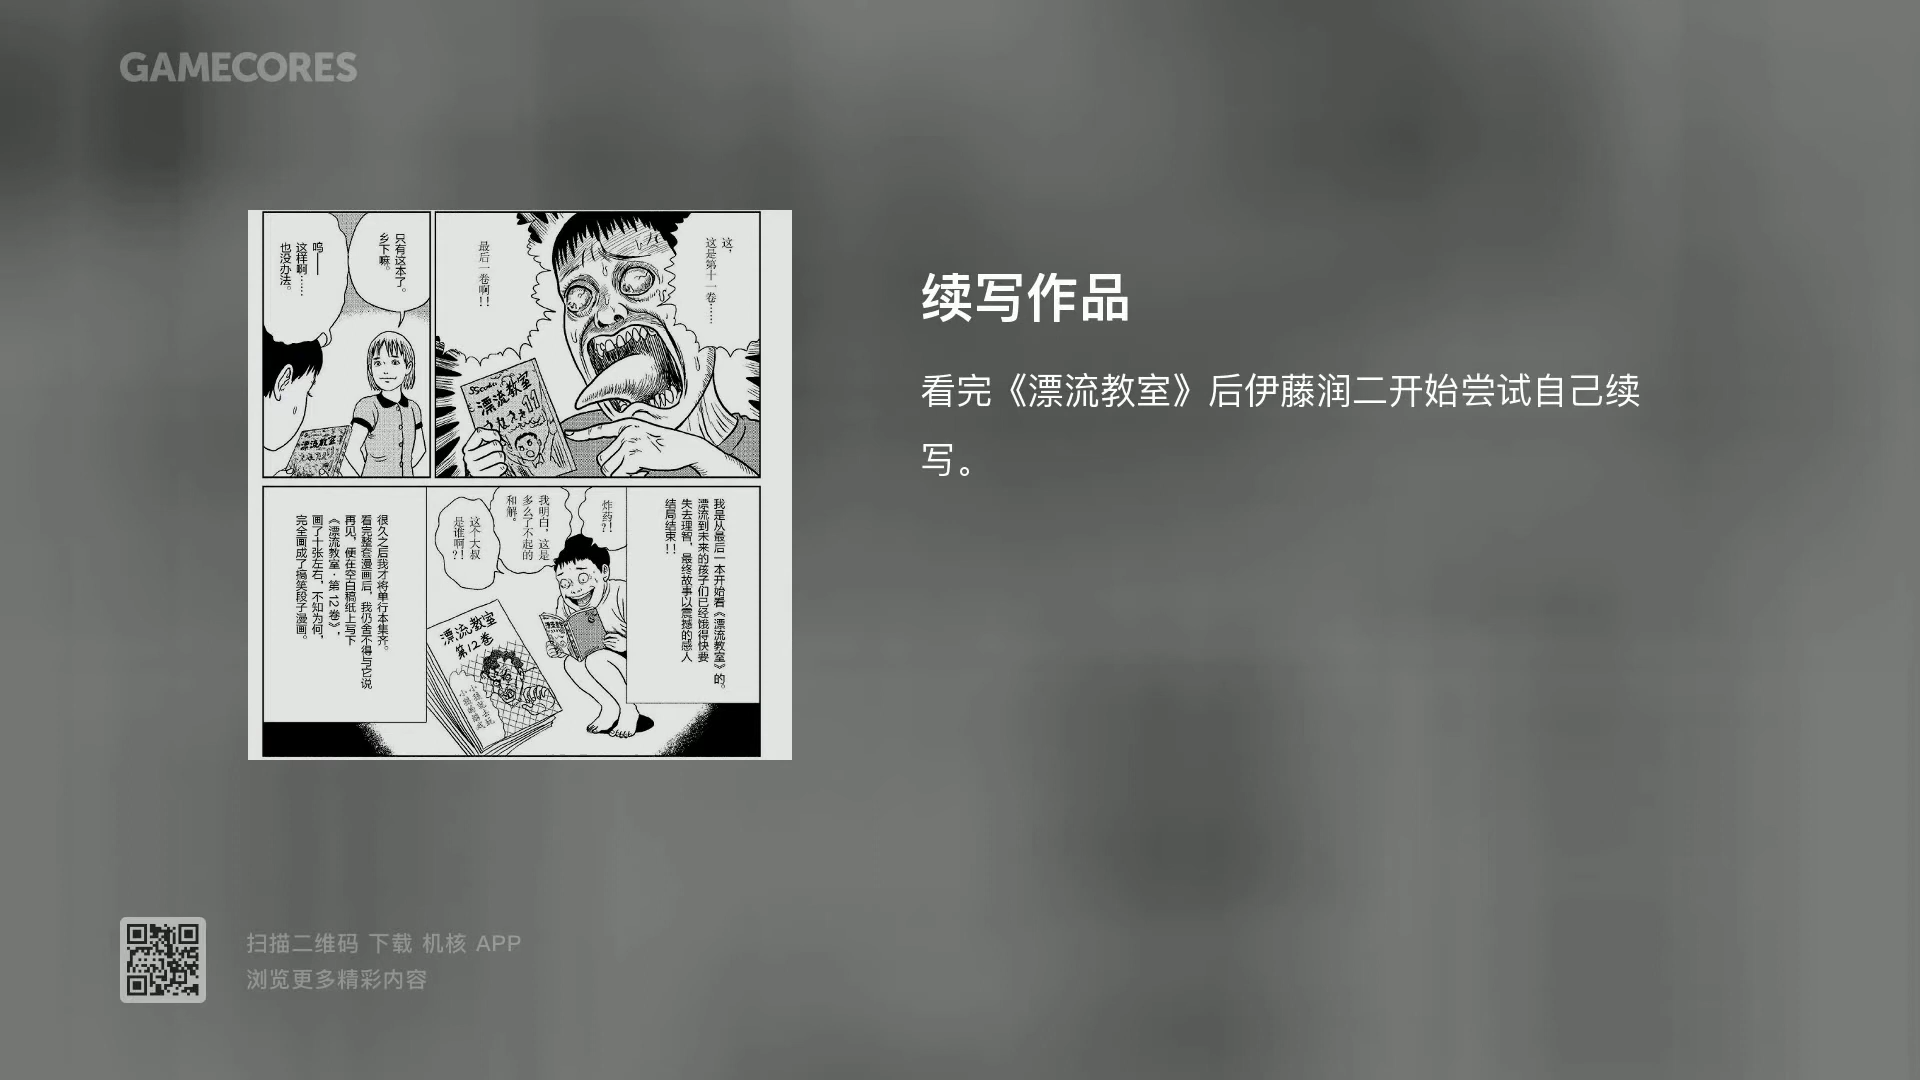 GAMECORES
这，
这是第十一卷……
最后一卷啊！！
只有这本了。
乡下嘛。
呜——
这样啊……
也没办法。
漂流教室
11
漂流教室
我是从最后一本开始看《漂流教室》的。
漂流到未来的孩子们已经饿得快要
失去理智，最终故事以震撼的感人
结局结束！！
炸药？！
我明白，这是
多么了不起的
和解。
这个大叔
是谁啊？！
漂流教室
第12卷
很久之后我才将单行本集齐。
看完整套漫画后，我仍舍不得与它说
再见，便在空白稿纸上写下
《漂流教室·第12卷》，
画了十张左右，不知为何，
完全画成了搞笑段子漫画。
续写作品
看完《漂流教室》后伊藤润二开始尝试自己续
写。
扫描二维码 下载 机核 APP
浏览更多精彩内容